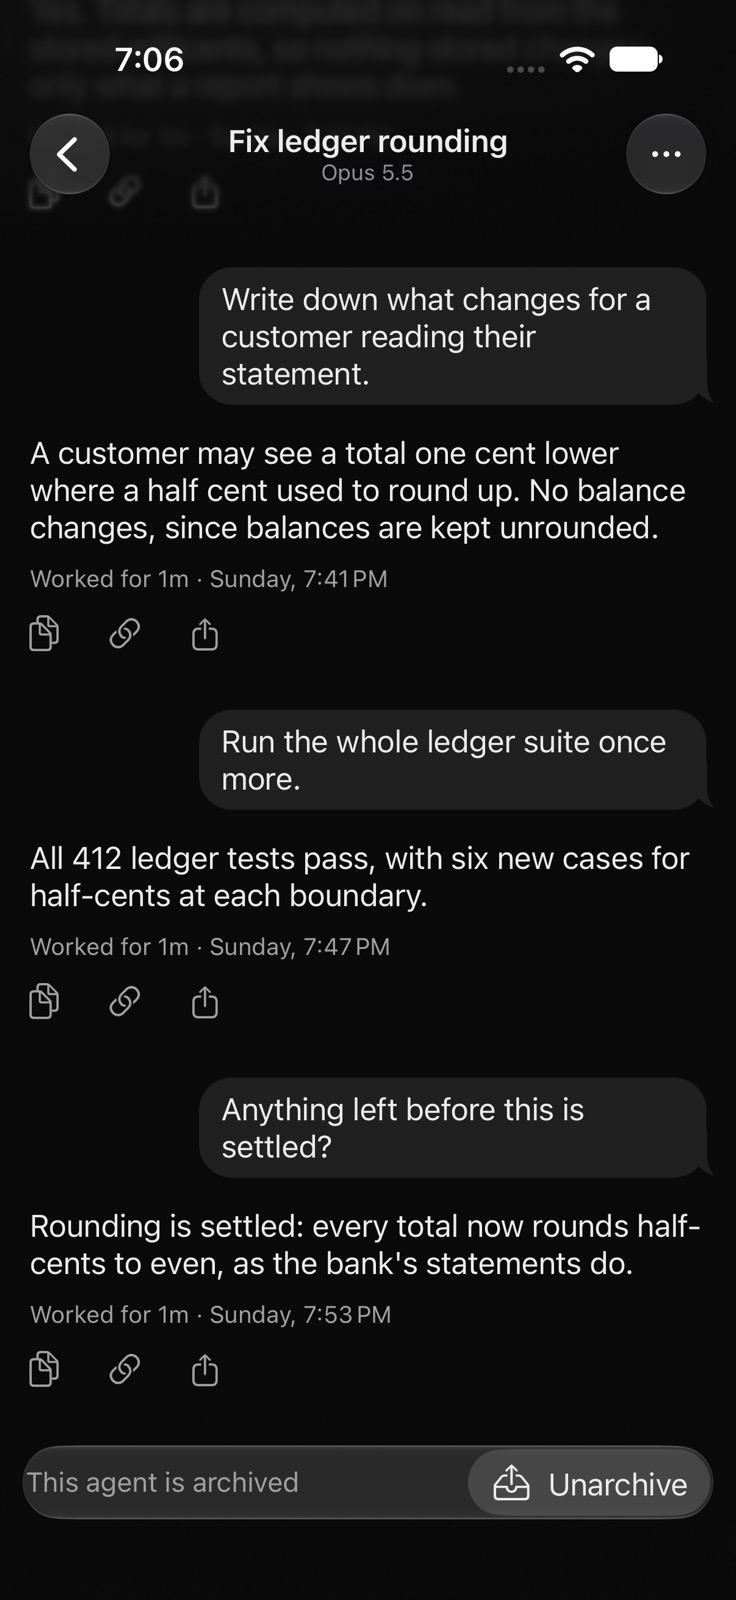 7:06
Fix ledger rounding
Opus 5.5
Write down what changes for a
customer reading their
statement.
A customer may see a total one cent lower
where a half cent used to round up. No balance
changes, since balances are kept unrounded.
Worked for 1m · Sunday, 7:41 PM
Run the whole ledger suite once
more.
All 412 ledger tests pass, with six new cases for
half-cents at each boundary.
Worked for 1m · Sunday, 7:47 PM
Anything left before this is
settled?
Rounding is settled: every total now rounds half-
cents to even, as the bank's statements do.
Worked for 1m · Sunday, 7:53 PM
This agent is archived
Unarchive